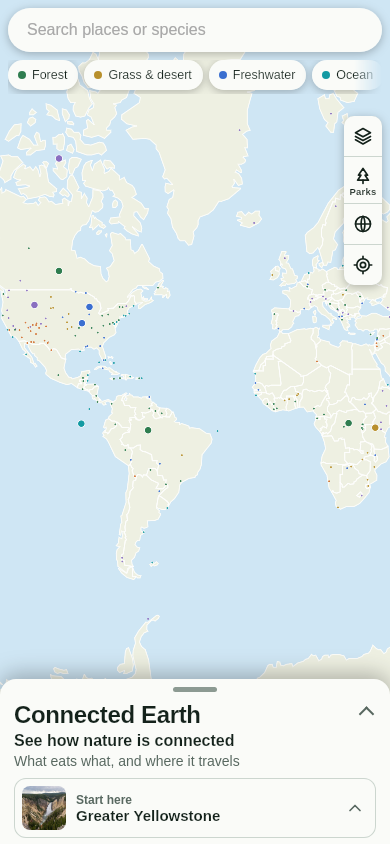 Search places or species
Forest
Grass & desert
Freshwater
Ocean
Parks
Connected Earth
See how nature is connected
What eats what, and where it travels
Start here
Greater Yellowstone